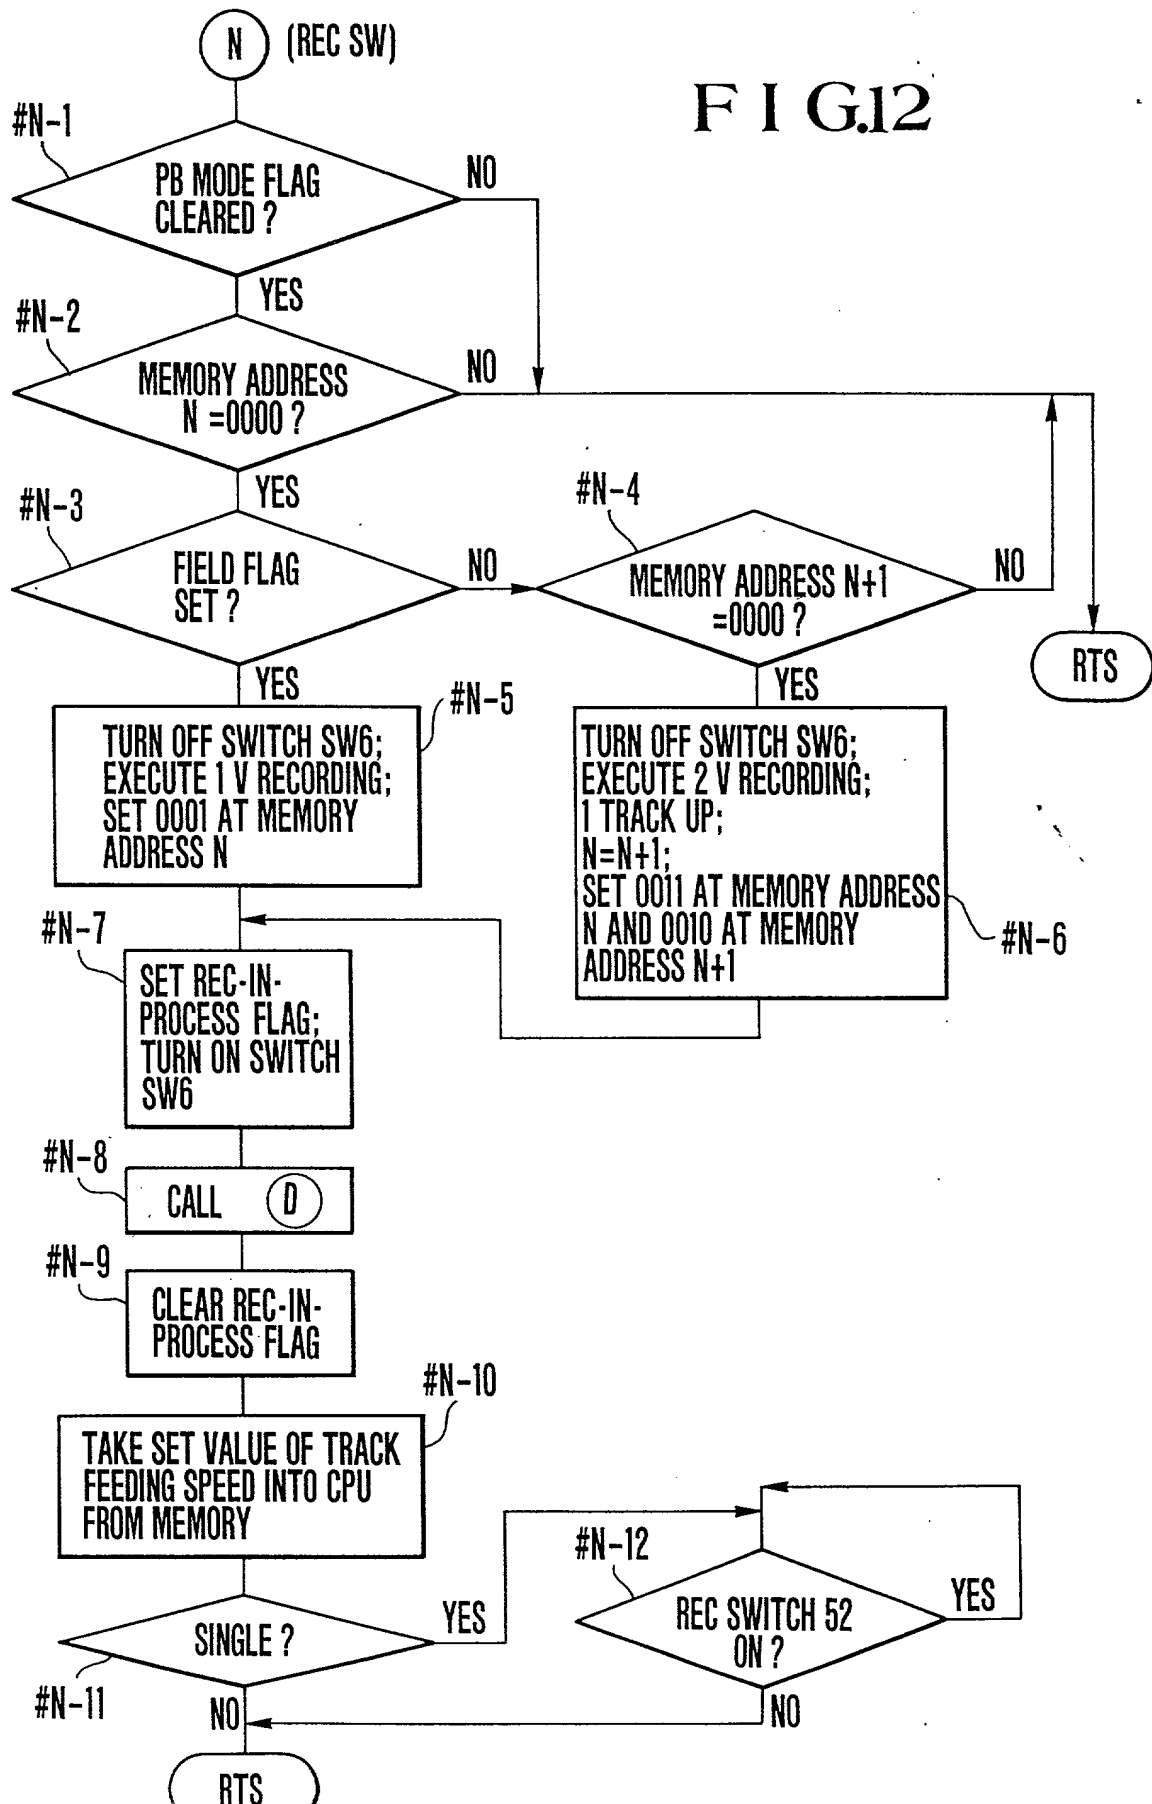 N (REC SW)
FIG.12
#N-1
PB MODE FLAG
CLEARED ?
NO
YES
#N-2
MEMORY ADDRESS
N =0000 ?
NO
YES
#N-3
FIELD FLAG
SET ?
NO
YES
#N-4
MEMORY ADDRESS N+1
=0000 ?
NO
YES
RTS
#N-5
TURN OFF SWITCH SW6;
EXECUTE 1 V RECORDING;
SET 0001 AT MEMORY
ADDRESS N
TURN OFF SWITCH SW6;
EXECUTE 2 V RECORDING;
1 TRACK UP;
N=N+1;
SET 0011 AT MEMORY ADDRESS
N AND 0010 AT MEMORY
ADDRESS N+1
#N-6
#N-7
SET REC-IN-
PROCESS FLAG;
TURN ON SWITCH
SW6
#N-8
CALL D
#N-9
CLEAR REC-IN-
PROCESS FLAG
#N-10
TAKE SET VALUE OF TRACK
FEEDING SPEED INTO CPU
FROM MEMORY
#N-11
SINGLE ?
YES
NO
#N-12
REC SWITCH 52
ON ?
YES
NO
RTS